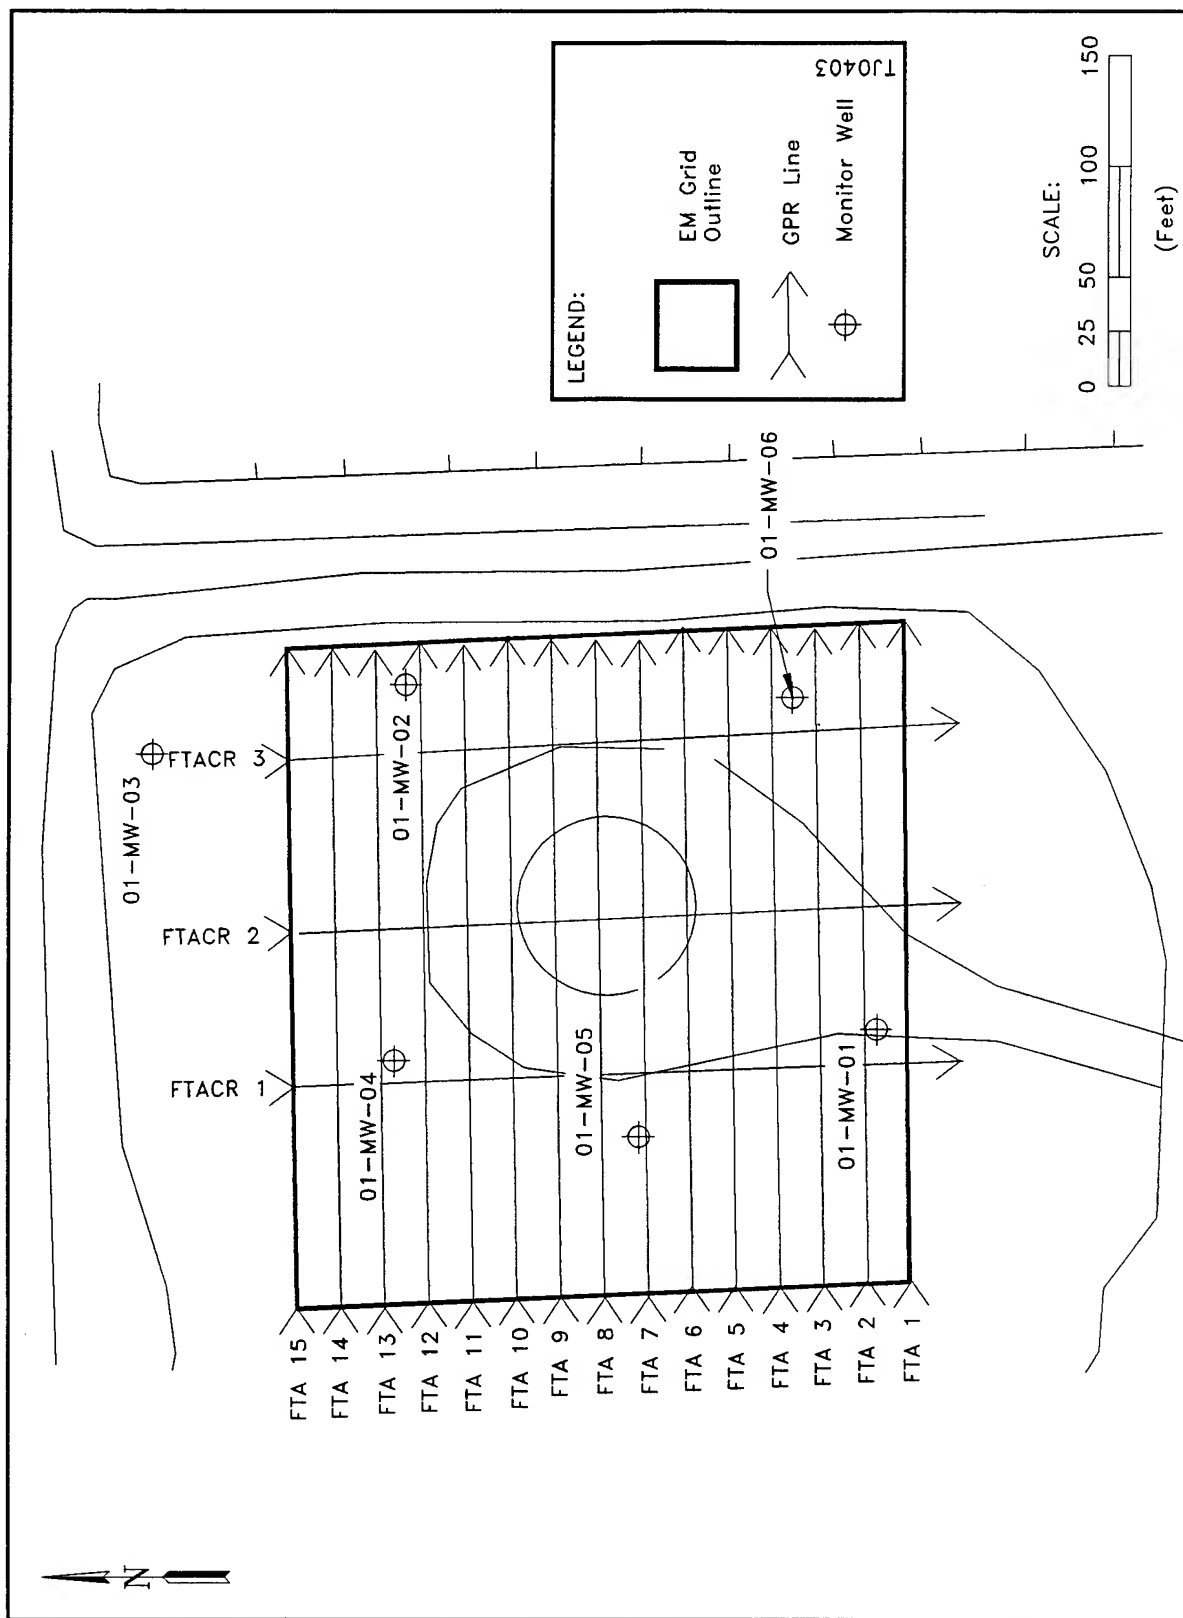 N
01-MW-03
FTACR 1
FTACR 2
FTACR 3
FTA 15
FTA 14
FTA 13
FTA 12
FTA 11
FTA 10
FTA 9
FTA 8
FTA 7
FTA 6
FTA 5
FTA 4
FTA 3
FTA 2
FTA 1
01-MW-04
01-MW-02
01-MW-05
01-MW-01
01-MW-06
LEGEND:
EM Grid
Outline
GPR Line
Monitor Well
TJ0403
SCALE:
0 25 50 100 150
(Feet)